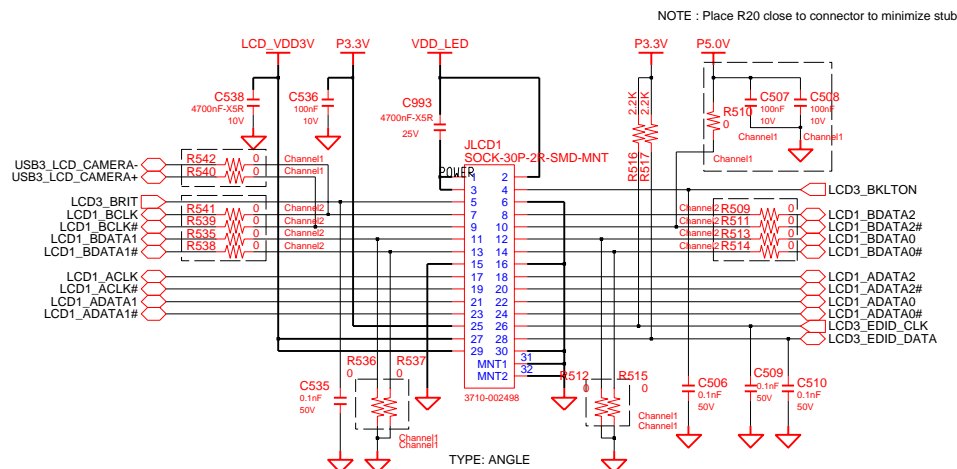 NOTE : Place R20 close to connector to minimize stub
LCD_VDD3V P3.3V VDD_LED P3.3V P5.0V
C538
4700nF-X5R
10V
C536
100nF
10V
C993
4700nF-X5R
25V
2.2K 2.2K
R516 R517
R510
0
Channel1
C507
100nF
10V
Channel1
C508
100nF
10V
JLCD1
SOCK-30P-2R-SMD-MNT
POWER
USB3_LCD_CAMERA- R542 0 Channel1
USB3_LCD_CAMERA+ R540 0 Channel1
1 2
3 4 LCD3_BKLTON
LCD3_BRIT 5 6
LCD1_BCLK R541 0 Channel2 7 8 Channel2 R509 0 LCD1_BDATA2
LCD1_BCLK# R539 0 Channel2 9 10 Channel2 R511 0 LCD1_BDATA2#
LCD1_BDATA1 R535 0 Channel2 11 12 Channel2 R513 0 LCD1_BDATA0
LCD1_BDATA1# R538 0 Channel2 13 14 Channel2 R514 0 LCD1_BDATA0#
15 16
LCD1_ACLK 17 18 LCD1_ADATA2
LCD1_ACLK# 19 20 LCD1_ADATA2#
LCD1_ADATA1 21 22 LCD1_ADATA0
LCD1_ADATA1# 23 24 LCD1_ADATA0#
25 26 LCD3_EDID_CLK
27 28 LCD3_EDID_DATA
29 30
MNT1 31
MNT2 32
3710-002498
R536
0
R537
0
Channel1
Channel1
C535
0.1nF
50V
R512
0
R515
0
Channel1
Channel1
C506
0.1nF
50V
C509
0.1nF
50V
C510
0.1nF
50V
TYPE: ANGLE